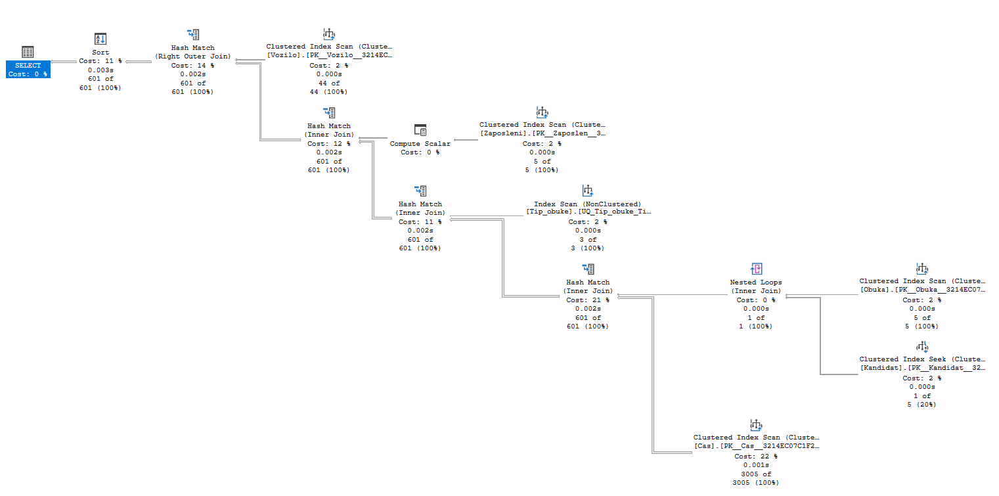 SELECT
Cost: 0 %
Sort
Cost: 11 %
0.003s
601 of
601 (100%)
Hash Match
(Right Outer Join)
Cost: 14 %
0.002s
601 of
601 (100%)
Clustered Index Scan (Cluste…
[Vozilo].[PK__Vozilo__3214EC…
Cost: 2 %
0.000s
44 of
44 (100%)
Hash Match
(Inner Join)
Cost: 12 %
0.002s
601 of
601 (100%)
Compute Scalar
Cost: 0 %
Clustered Index Scan (Cluste…
[Zaposleni].[PK__Zaposlen__3…
Cost: 2 %
0.000s
5 of
5 (100%)
Hash Match
(Inner Join)
Cost: 11 %
0.002s
601 of
601 (100%)
Index Scan (NonClustered)
[Tip_obuke].[UQ_Tip_obuke_Ti…
Cost: 2 %
0.000s
3 of
3 (100%)
Hash Match
(Inner Join)
Cost: 21 %
0.002s
601 of
601 (100%)
Nested Loops
(Inner Join)
Cost: 0 %
0.000s
1 of
1 (100%)
Clustered Index Scan (Cluste…
[Obuka].[PK__Obuka__3214EC07…
Cost: 2 %
0.000s
5 of
5 (100%)
Clustered Index Seek (Cluste…
[Kandidat].[PK__Kandidat__32…
Cost: 2 %
0.000s
1 of
5 (20%)
Clustered Index Scan (Cluste…
[Cas].[PK__Cas__3214EC07C1F2…
Cost: 22 %
0.001s
3005 of
3005 (100%)